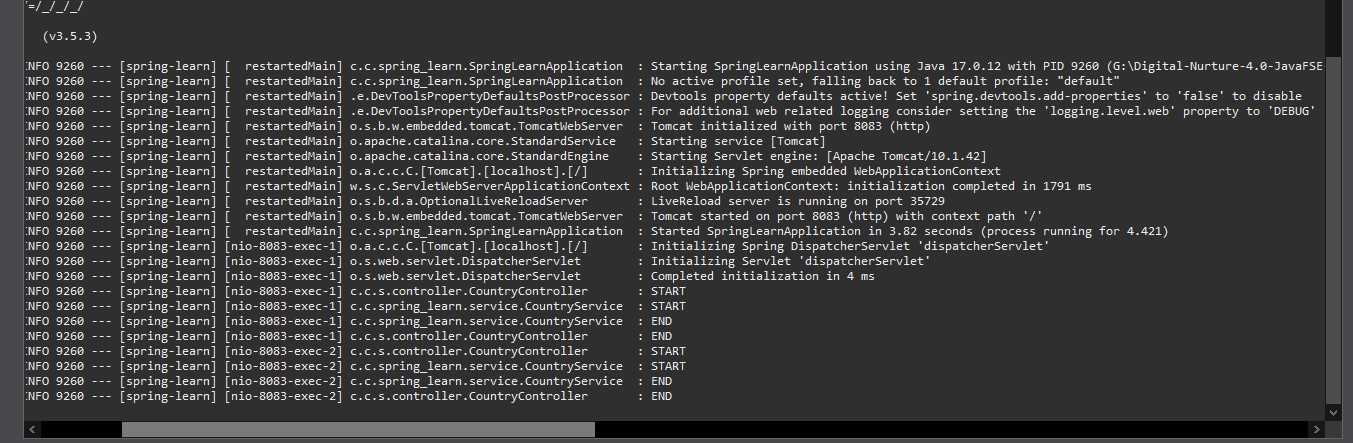 '=/_/_/_/
(v3.5.3)
INFO 9260 --- [spring-learn] [  restartedMain] c.c.spring_learn.SpringLearnApplication  : Starting SpringLearnApplication using Java 17.0.12 with PID 9260 (G:\Digital-Nurture-4.0-JavaFSE
INFO 9260 --- [spring-learn] [  restartedMain] c.c.spring_learn.SpringLearnApplication  : No active profile set, falling back to 1 default profile: "default"
INFO 9260 --- [spring-learn] [  restartedMain] .e.DevToolsPropertyDefaultsPostProcessor : Devtools property defaults active! Set 'spring.devtools.add-properties' to 'false' to disable
INFO 9260 --- [spring-learn] [  restartedMain] .e.DevToolsPropertyDefaultsPostProcessor : For additional web related logging consider setting the 'logging.level.web' property to 'DEBUG'
INFO 9260 --- [spring-learn] [  restartedMain] o.s.b.w.embedded.tomcat.TomcatWebServer  : Tomcat initialized with port 8083 (http)
INFO 9260 --- [spring-learn] [  restartedMain] o.apache.catalina.core.StandardService   : Starting service [Tomcat]
INFO 9260 --- [spring-learn] [  restartedMain] o.apache.catalina.core.StandardEngine    : Starting Servlet engine: [Apache Tomcat/10.1.42]
INFO 9260 --- [spring-learn] [  restartedMain] o.a.c.c.C.[Tomcat].[localhost].[/]       : Initializing Spring embedded WebApplicationContext
INFO 9260 --- [spring-learn] [  restartedMain] w.s.c.ServletWebServerApplicationContext : Root WebApplicationContext: initialization completed in 1791 ms
INFO 9260 --- [spring-learn] [  restartedMain] o.s.b.d.a.OptionalLiveReloadServer       : LiveReload server is running on port 35729
INFO 9260 --- [spring-learn] [  restartedMain] o.s.b.w.embedded.tomcat.TomcatWebServer  : Tomcat started on port 8083 (http) with context path '/'
INFO 9260 --- [spring-learn] [  restartedMain] c.c.spring_learn.SpringLearnApplication  : Started SpringLearnApplication in 3.82 seconds (process running for 4.421)
INFO 9260 --- [spring-learn] [nio-8083-exec-1] o.a.c.c.C.[Tomcat].[localhost].[/]       : Initializing Spring DispatcherServlet 'dispatcherServlet'
INFO 9260 --- [spring-learn] [nio-8083-exec-1] o.s.web.servlet.DispatcherServlet        : Initializing Servlet 'dispatcherServlet'
INFO 9260 --- [spring-learn] [nio-8083-exec-1] o.s.web.servlet.DispatcherServlet        : Completed initialization in 4 ms
INFO 9260 --- [spring-learn] [nio-8083-exec-1] c.c.s.controller.CountryController       : START
INFO 9260 --- [spring-learn] [nio-8083-exec-1] c.c.spring_learn.service.CountryService  : START
INFO 9260 --- [spring-learn] [nio-8083-exec-1] c.c.spring_learn.service.CountryService  : END
INFO 9260 --- [spring-learn] [nio-8083-exec-1] c.c.s.controller.CountryController       : END
INFO 9260 --- [spring-learn] [nio-8083-exec-2] c.c.s.controller.CountryController       : START
INFO 9260 --- [spring-learn] [nio-8083-exec-2] c.c.spring_learn.service.CountryService  : START
INFO 9260 --- [spring-learn] [nio-8083-exec-2] c.c.spring_learn.service.CountryService  : END
INFO 9260 --- [spring-learn] [nio-8083-exec-2] c.c.s.controller.CountryController       : END